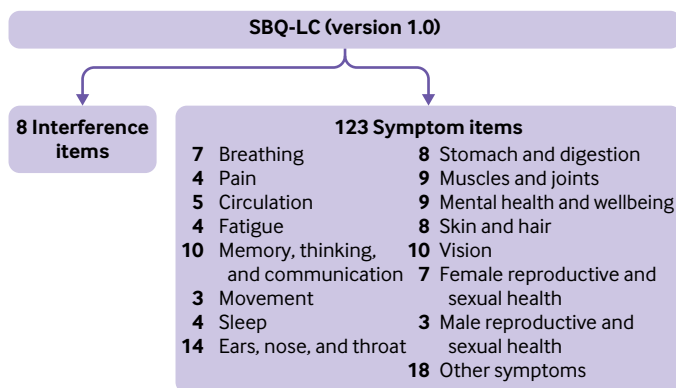 SBQ-LC (version 1.0)
8 Interference
items
123 Symptom items
7 Breathing
4 Pain
5 Circulation
4 Fatigue
10 Memory, thinking,
and communication
3 Movement
4 Sleep
14 Ears, nose, and throat
8 Stomach and digestion
9 Muscles and joints
9 Mental health and wellbeing
8 Skin and hair
10 Vision
7 Female reproductive and
sexual health
3 Male reproductive and
sexual health
18 Other symptoms